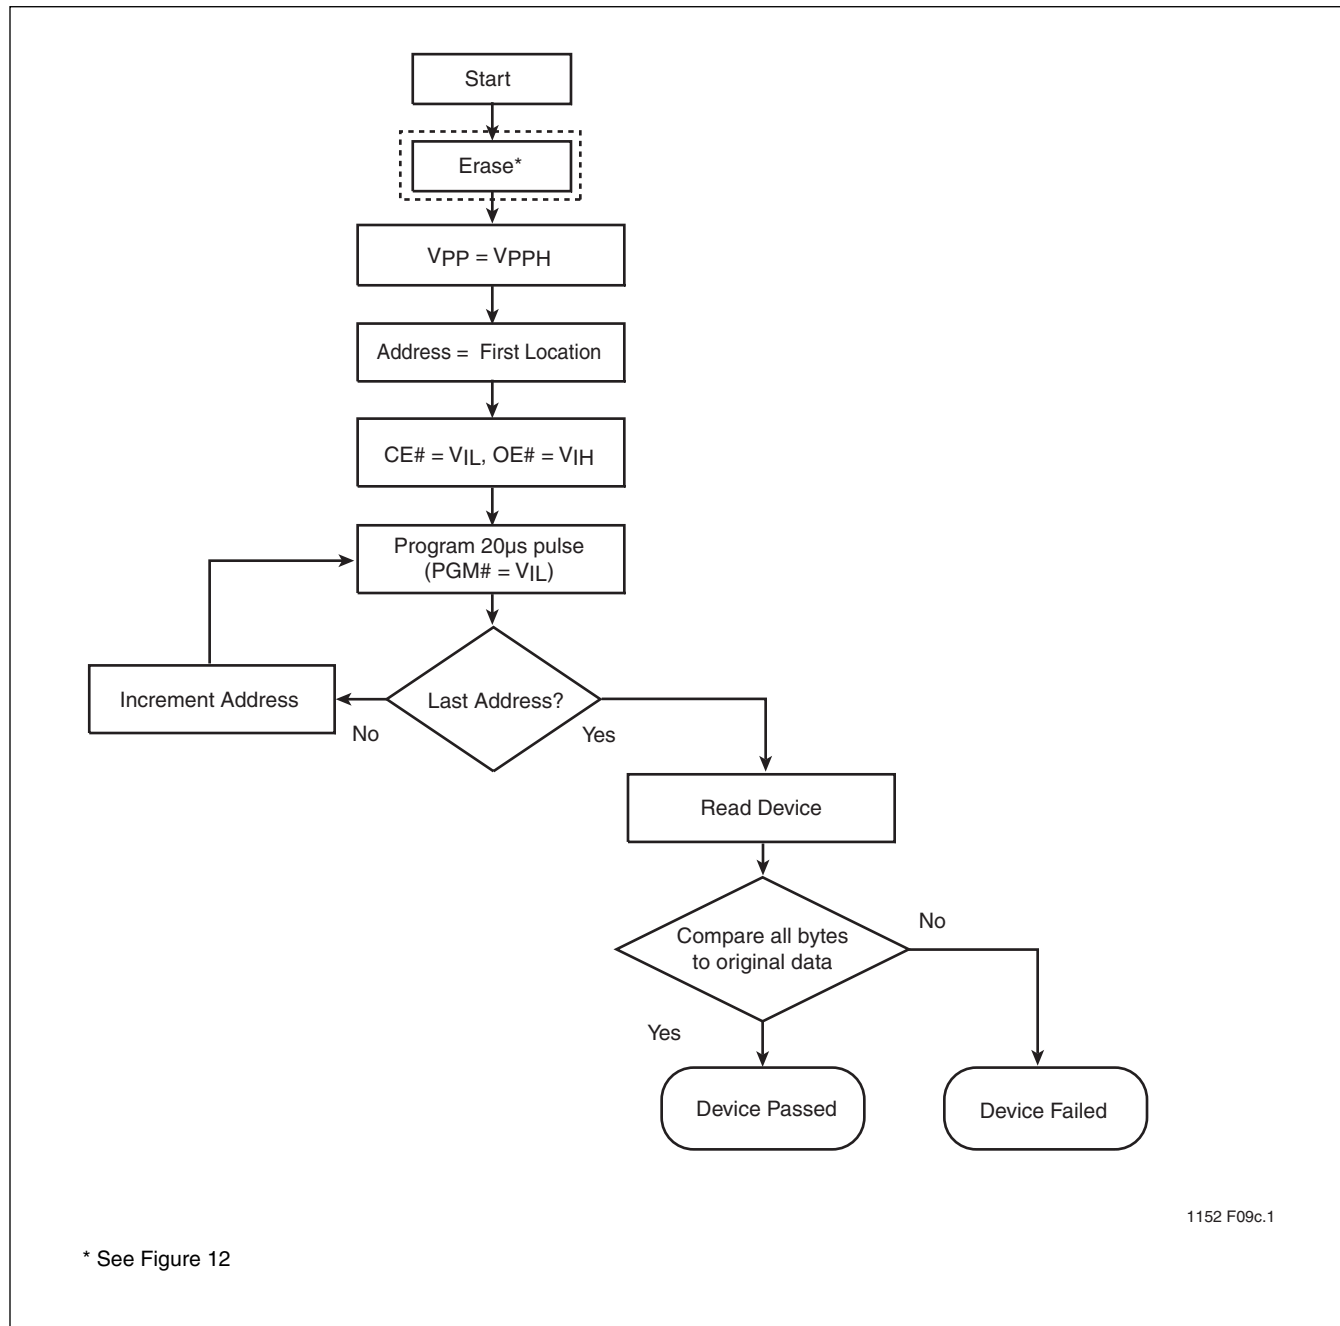 Start
Erase*
VPP = VPPH
Address = First Location
CE# = VIL, OE# = VIH
Program 20µs pulse
(PGM# = VIL)
Increment Address
Last Address?
No
Yes
Read Device
Compare all bytes
to original data
No
Yes
Device Passed
Device Failed
1152 F09c.1
* See Figure 12